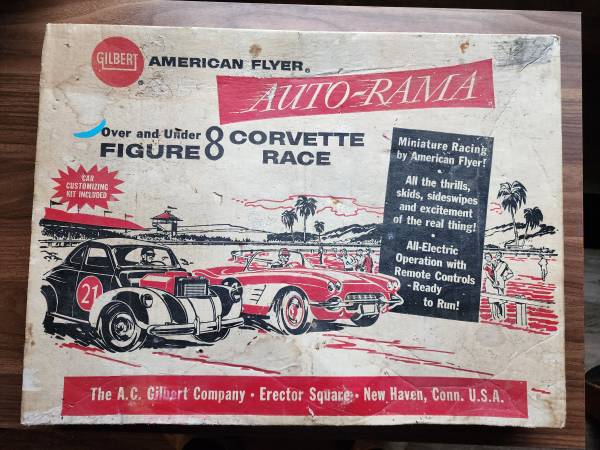 GILBERT
®
AMERICAN FLYER®
AUTO-RAMA
Over and Under
FIGURE 8 CORVETTE
RACE
CAR
CUSTOMIZING
KIT INCLUDED
Miniature Racing
by American Flyer!
•
All the thrills,
skids, sideswipes
and excitement
of the real thing!
•
All-Electric
Operation with
Remote Controls
-Ready
to Run!
21
The A.C. Gilbert Company • Erector Square • New Haven, Conn. U.S.A.